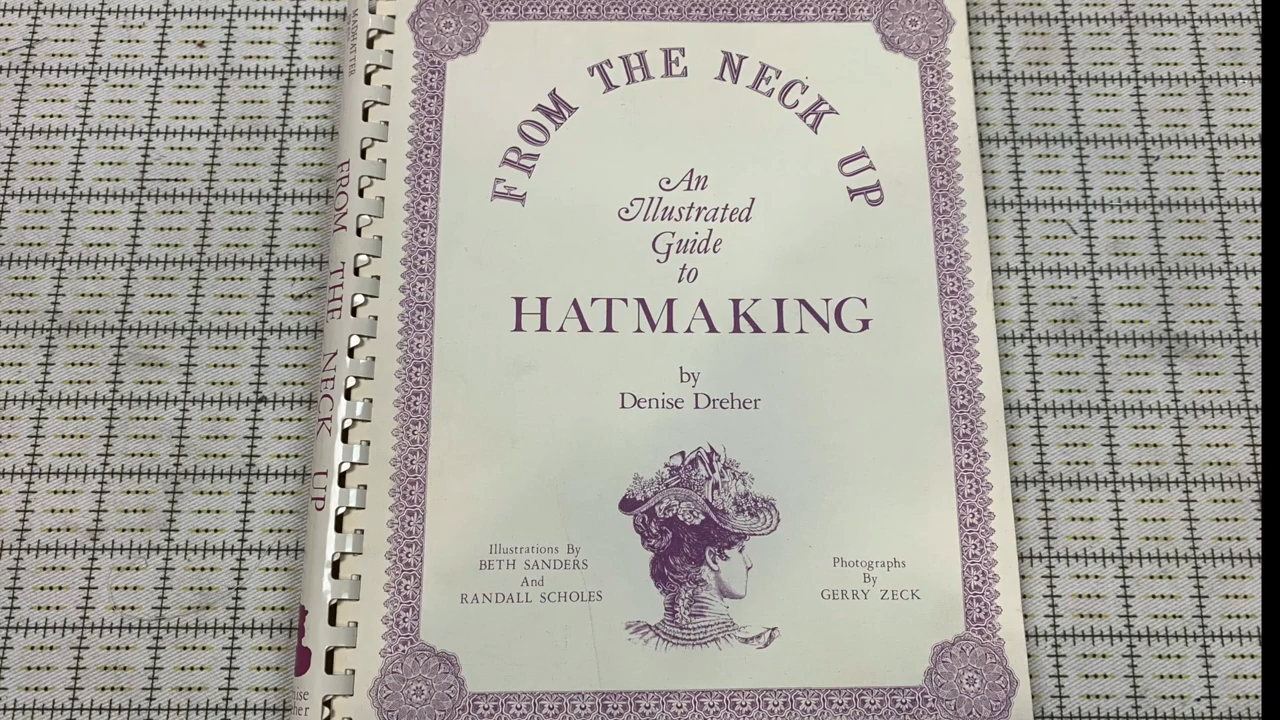 MADHATTER
FROM THE NECK UP
FROM THE NECK UP
An
Illustrated
Guide
to
HATMAKING
by
Denise Dreher
Illustrations By
BETH SANDERS
And
RANDALL SCHOLES
Photographs
By
GERRY ZECK